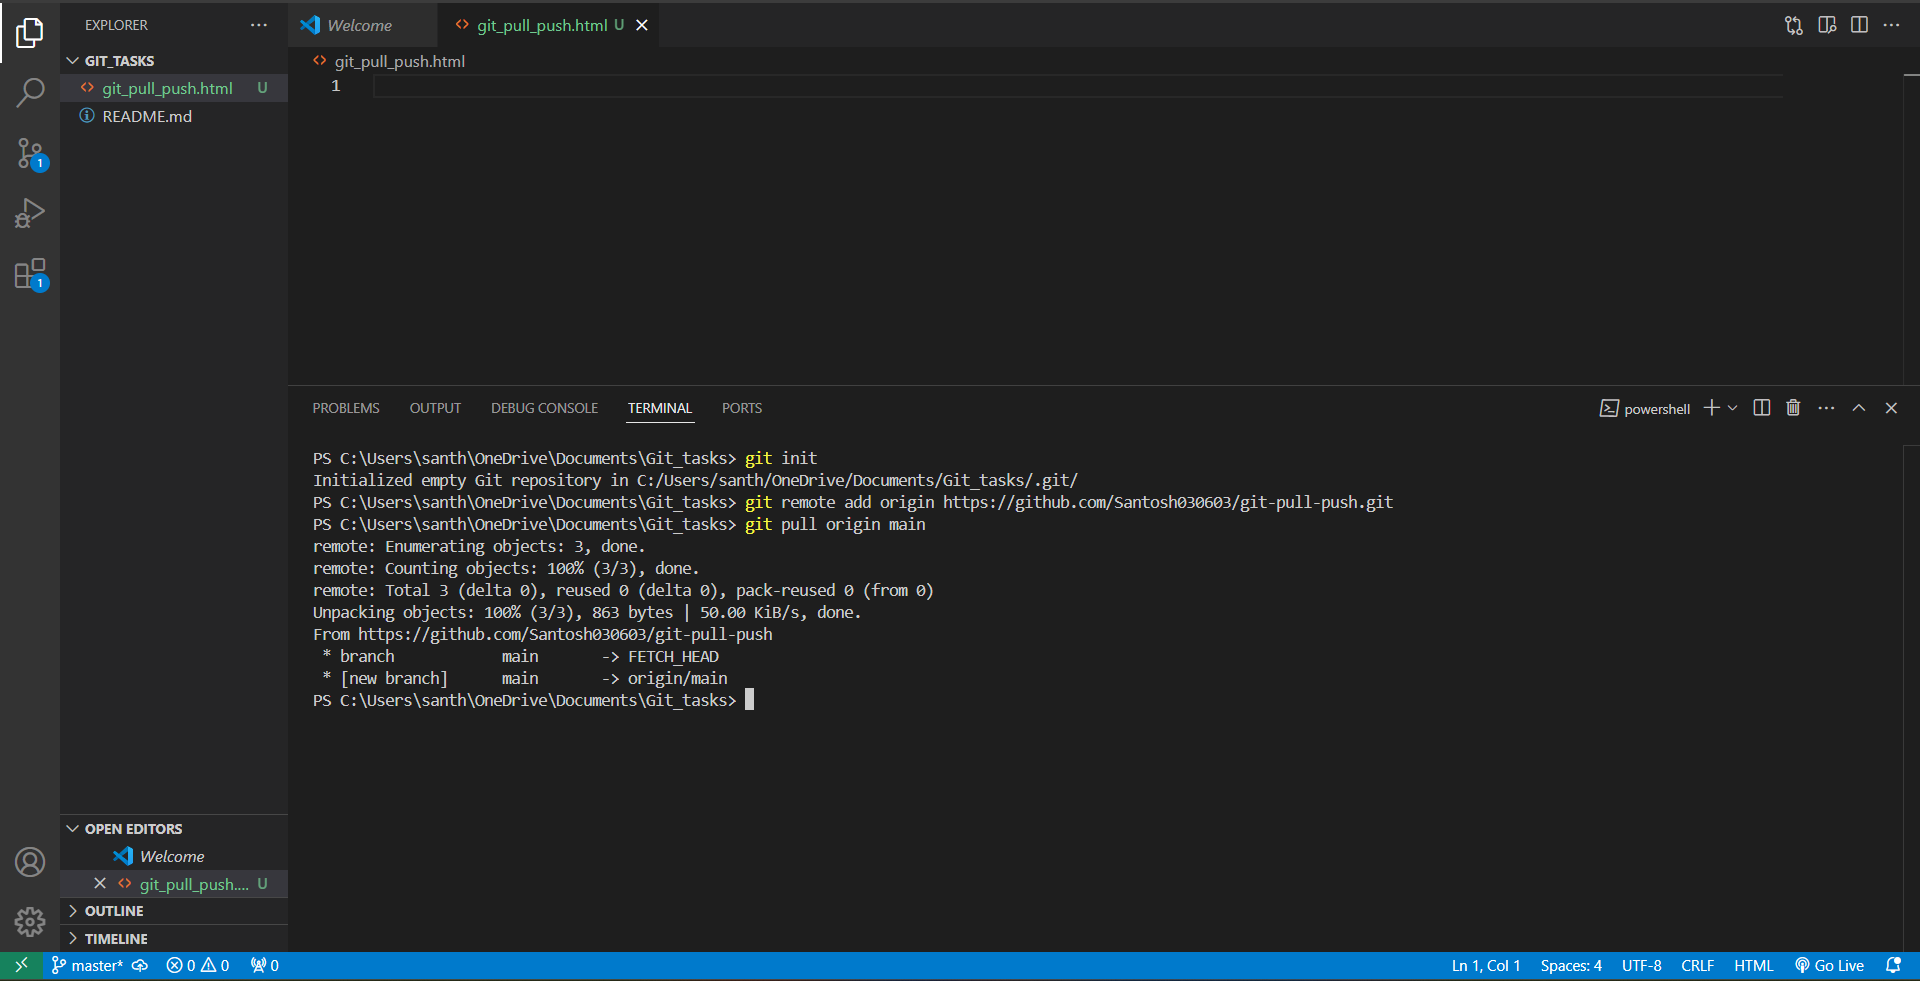 EXPLORER
GIT_TASKS
git_pull_push.html U
README.md
1
1
Welcome
git_pull_push.html U
git_pull_push.html
1
PROBLEMS OUTPUT DEBUG CONSOLE TERMINAL PORTS
powershell
PS C:\Users\santh\OneDrive\Documents\Git_tasks> git init
Initialized empty Git repository in C:/Users/santh/OneDrive/Documents/Git_tasks/.git/
PS C:\Users\santh\OneDrive\Documents\Git_tasks> git remote add origin https://github.com/Santosh030603/git-pull-push.git
PS C:\Users\santh\OneDrive\Documents\Git_tasks> git pull origin main
remote: Enumerating objects: 3, done.
remote: Counting objects: 100% (3/3), done.
remote: Total 3 (delta 0), reused 0 (delta 0), pack-reused 0 (from 0)
Unpacking objects: 100% (3/3), 863 bytes | 50.00 KiB/s, done.
From https://github.com/Santosh030603/git-pull-push
 * branch            main       -> FETCH_HEAD
 * [new branch]      main       -> origin/main
PS C:\Users\santh\OneDrive\Documents\Git_tasks>
OPEN EDITORS
Welcome
git_pull_push.... U
OUTLINE
TIMELINE
master* 0 0 0 Ln 1, Col 1 Spaces: 4 UTF-8 CRLF HTML Go Live